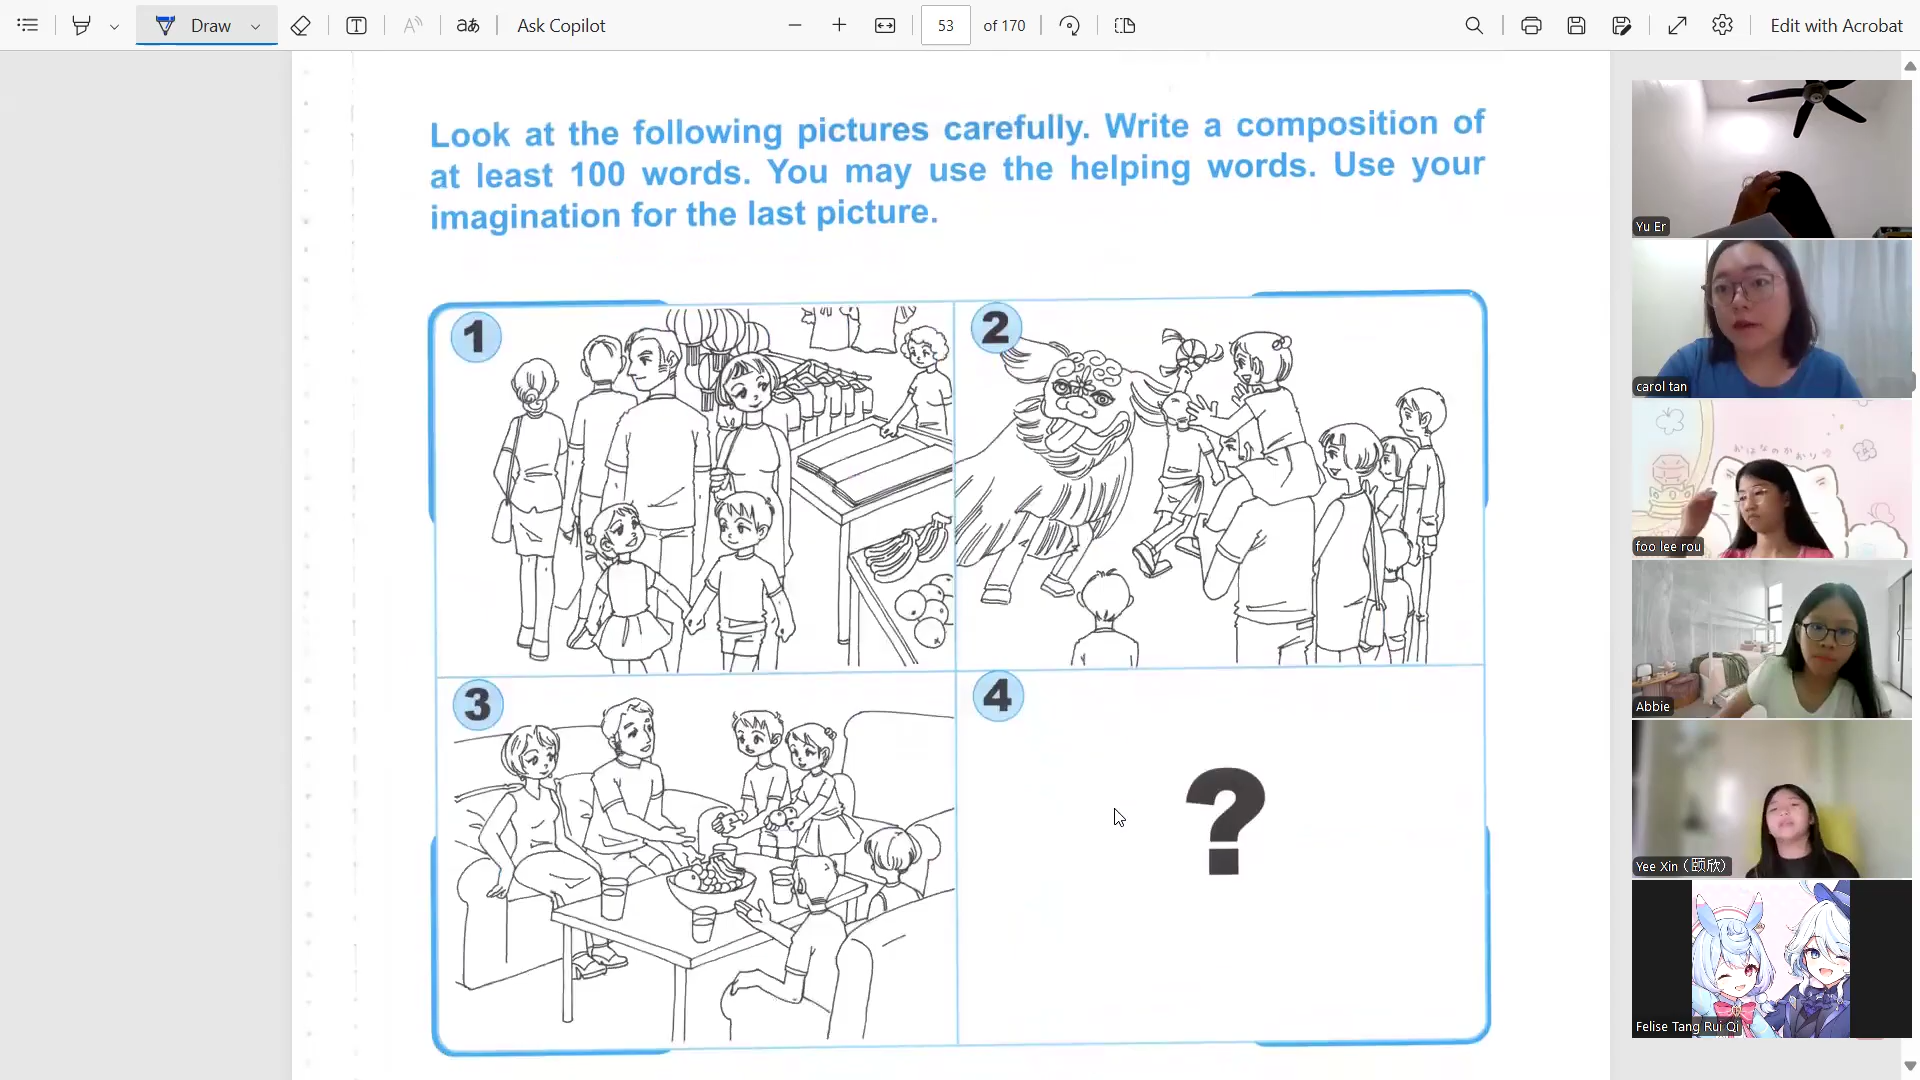 Draw
aあ
Ask Copilot
53
of 170
Edit with Acrobat
Look at the following pictures carefully. Write a composition of
at least 100 words. You may use the helping words. Use your
imagination for the last picture.
1
2
3
4
?
Yu Er
carol tan
foo lee rou
Abbie
Yee Xin (颐欣)
Felise Tang Rui Qi